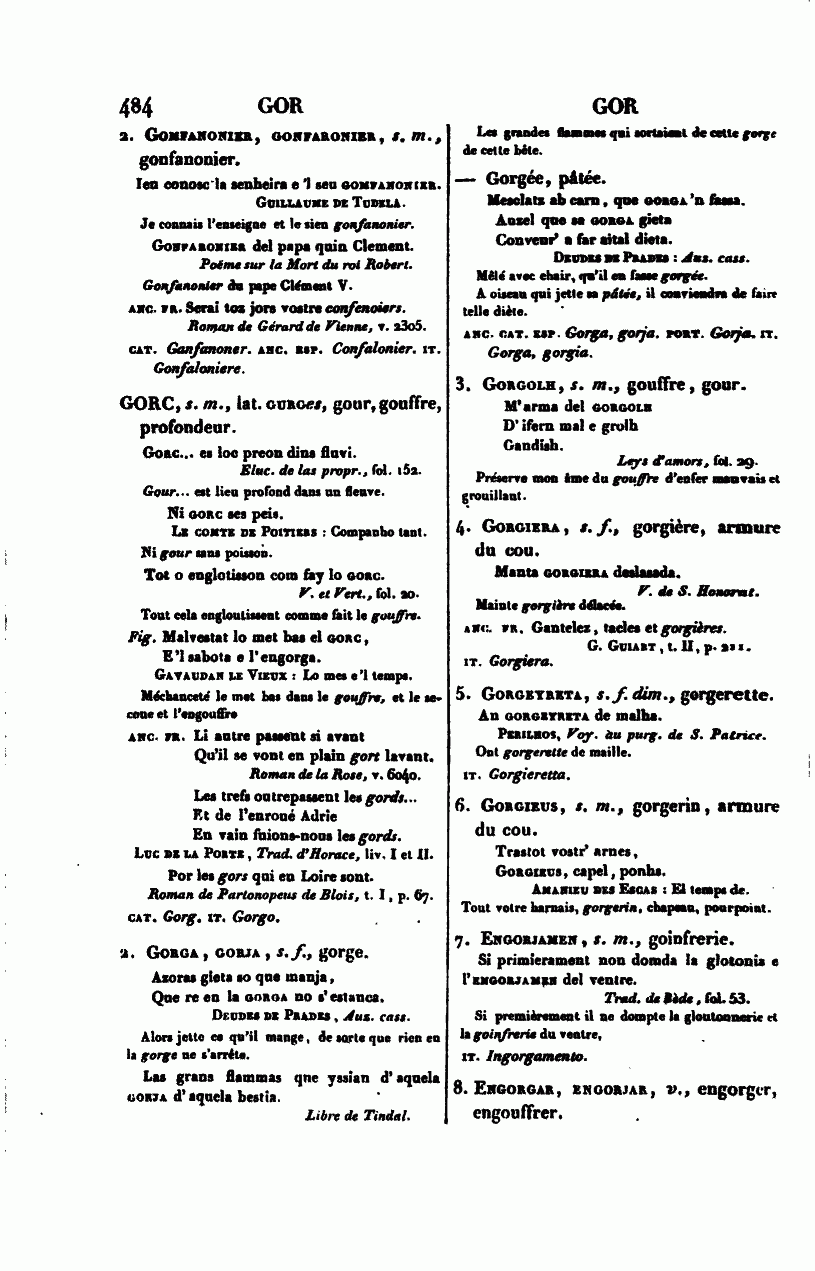 484 GOR GOR
2. Gomfanonier, gonfaronier, s. m.,
gonfanonier.
Ieu conosc la senheira e 'l seu gomfanonier.
Guillaume de Tudela.
Je connais l'enseigne et le sien gonfanonier.
Gonfaronier del papa quin Clement.
Poëme sur la Mort du roi Robert.
Gonfanonier du pape Clément V.
anc. fr. Serai toz jors vostre confenoiers.
Roman de Gérard de Vienne, v. 2305.
cat. Ganfanoner. anc. esp. Confalonier. it.
Gonfaloniere.
GORC, s. m., lat. gurges, gour, gouffre,
profondeur.
Gorc... es loc preon dins fluvi.
Eluc. de las propr., fol. 152.
Gour... est lieu profond dans un fleuve.
Ni gorc ses peis.
Le comte de Poitiers : Companho tant.
Ni gour sans poisson.
Tot o englotisson com fay lo gorc.
V. et Vert., fol. 20.
Tout cela engloutissent comme fait le gouffre.
Fig. Malvestat lo met bas el gorc,
E'l sabota e l'engorga.
Gavaudan le Vieux : Lo mes e'l temps.
Méchanceté le met bas dans le gouffre, et le se-
coue et l'engouffre
anc. fr. Li autre passent si avant
Qu'il se vont en plain gort lavant.
Roman de la Rose, v. 6040.
Les trefs outrepassent les gords...
Et de l'enroué Adrie
En vain fuions-nous les gords.
Luc de la Porte, Trad. d'Horace, liv. I et II.
Por les gors qui en Loire sont.
Roman de Partonopeus de Blois, t. I, p. 67.
cat. Gorg. it. Gorgo.
2. Gorga, gorja, s. f., gorge.
Azoras gieta so que manja,
Que re en la gorga no s'estanca.
Deudes de Prades, Aus. cass.
Alors jette ce qu'il mange, de sorte que rien en
la gorge ne s'arrête.
Las grans flammas que yssian d'aquela
gorja d'aquela bestia.
Libre de Tindal.
Les grandes flammes qui sortaient de cette gorge
de cette bête.
— Gorgée, pâtée.
Mesclatz ab carn, que gorga'n fassa.
Auzel que sa gorga gieta
Conveur' a far aital dieta.
Deudes de Prades : Aus. cass.
Mêlé avec chair, qu'il en fasse gorgée.
A oiseau qui jette sa pâtée, il conviendra de faire
telle diète.
anc. cat. esp. Gorga, gorja. port. Gorja. it.
Gorga, gorgia.
3. Gorgolh, s. m., gouffre, gour.
M'arma del gorgolh
D'ifern mal e grolh
Gandish.
Leys d'amors, fol. 29.
Préserve mon âme du gouffre d'enfer mauvais et
grouillant.
4. Gorgiera, s. f., gorgière, armure
du cou.
Manta gorgiera deslassada.
V. de S. Honorat.
Mainte gorgière délacée.
anc. fr. Gantelez, tacles et gorgières.
G. Guiart, t. II, p. 211.
it. Gorgiera.
5. Gorgeyreta, s. f. dim., gorgerette.
An gorgeyreta de malha.
Perilhos, Voy. au purg. de S. Patrice.
Ont gorgerette de maille.
it. Gorgieretta.
6. Gorgieus, s. m., gorgerin, armure
du cou.
Trastot vostr' arnes,
Gorgieus, capel, ponhs.
Amanieu des Escas : El temps de.
Tout votre harnais, gorgerin, chapeau, pourpoint.
7. Engorjamen, s. m., goinfrerie.
Si primierament non domda la glotonia e
l'engorjamen del ventre.
Trad. de Bède, fol. 53.
Si premièrement il ne dompte la gloutonnerie et
la goinfrerie du ventre,
it. Ingorgamento.
8. Engorgar, engorjar, v., engorger,
engouffrer.